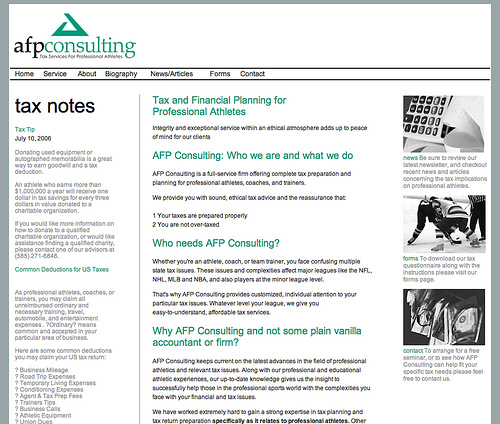 afpconsulting
Tax Services For Professional Athletes
Home Service About Biography News/Articles Forms Contact
tax notes
Tax Tip
July 10, 2006
Donating used equipment or
autographed memorabilia is a great
way to earn goodwill and a tax
deduction.
An athlete who earns more than
$1,000,000 a year will receive one
dollar in tax savings for every three
dollars in value donated to a
charitable organization.
If you would like more information on
how to donate to a qualified
charitable organization, or would like
assistance finding a qualified charity,
please contact one of our advisors at
(585) 271-6848.
Common Deductions for US Taxes
As professional athletes, coaches, or
trainers, you may claim all
unreimbursed ordinary and
necessary training, travel,
automobile, and entertainment
expenses.. ?Ordinary? means
common and accepted in your
particular area of business.
Here are some common deductions
you may claim your US tax return:
? Business Mileage
? Road Trip Expenses
? Temporary Living Expenses
? Conditioning Expenses
? Agent & Tax Prep Fees
? Trainers Tips
? Business Calls
? Athletic Equipment
? Union Dues
Tax and Financial Planning for
Professional Athletes
Integrity and exceptional service within an ethical atmosphere adds up to peace
of mind for our clients
AFP Consulting: Who we are and what we do
AFP Consulting is a full-service firm offering complete tax preparation and
planning for professional athletes, coaches, and trainers.
We provide you with sound, ethical tax advice and the reassurance that:
1 Your taxes are prepared properly
2 You are not over-taxed
Who needs AFP Consulting?
Whether you're an athlete, coach, or team trainer, you face confusing multiple
state tax issues. These issues and complexities affect major leagues like the NFL,
NHL, MLB and NBA, and also players at the minor league level.
That's why AFP Consulting provides customized, individual attention to your
particular tax issues. Whatever level your league, we give you
easy-to-understand, affordable tax services.
Why AFP Consulting and not some plain vanilla
accountant or firm?
AFP Consulting keeps current on the latest advances in the field of professional
athletics and relevant tax issues. Along with our professional and educational
athletic experiences, our up-to-date knowledge gives us the insight to
successfully help those in the professional sports world with the complexities you
face with your financial and tax issues.
We have worked extremely hard to gain a strong expertise in tax planning and
tax return preparation specifically as it relates to professional athletes. Other
news Be sure to review our
latest newsletter, and checkout
recent news and articles
concerning the tax implications
on professional athletes.
forms To download our tax
questionnaire along with the
instructions please visit our
forms page.
contact To arrange for a free
seminar, or to see how AFP
Consulting can help fit your
specific tax needs please feel
free to contact us.